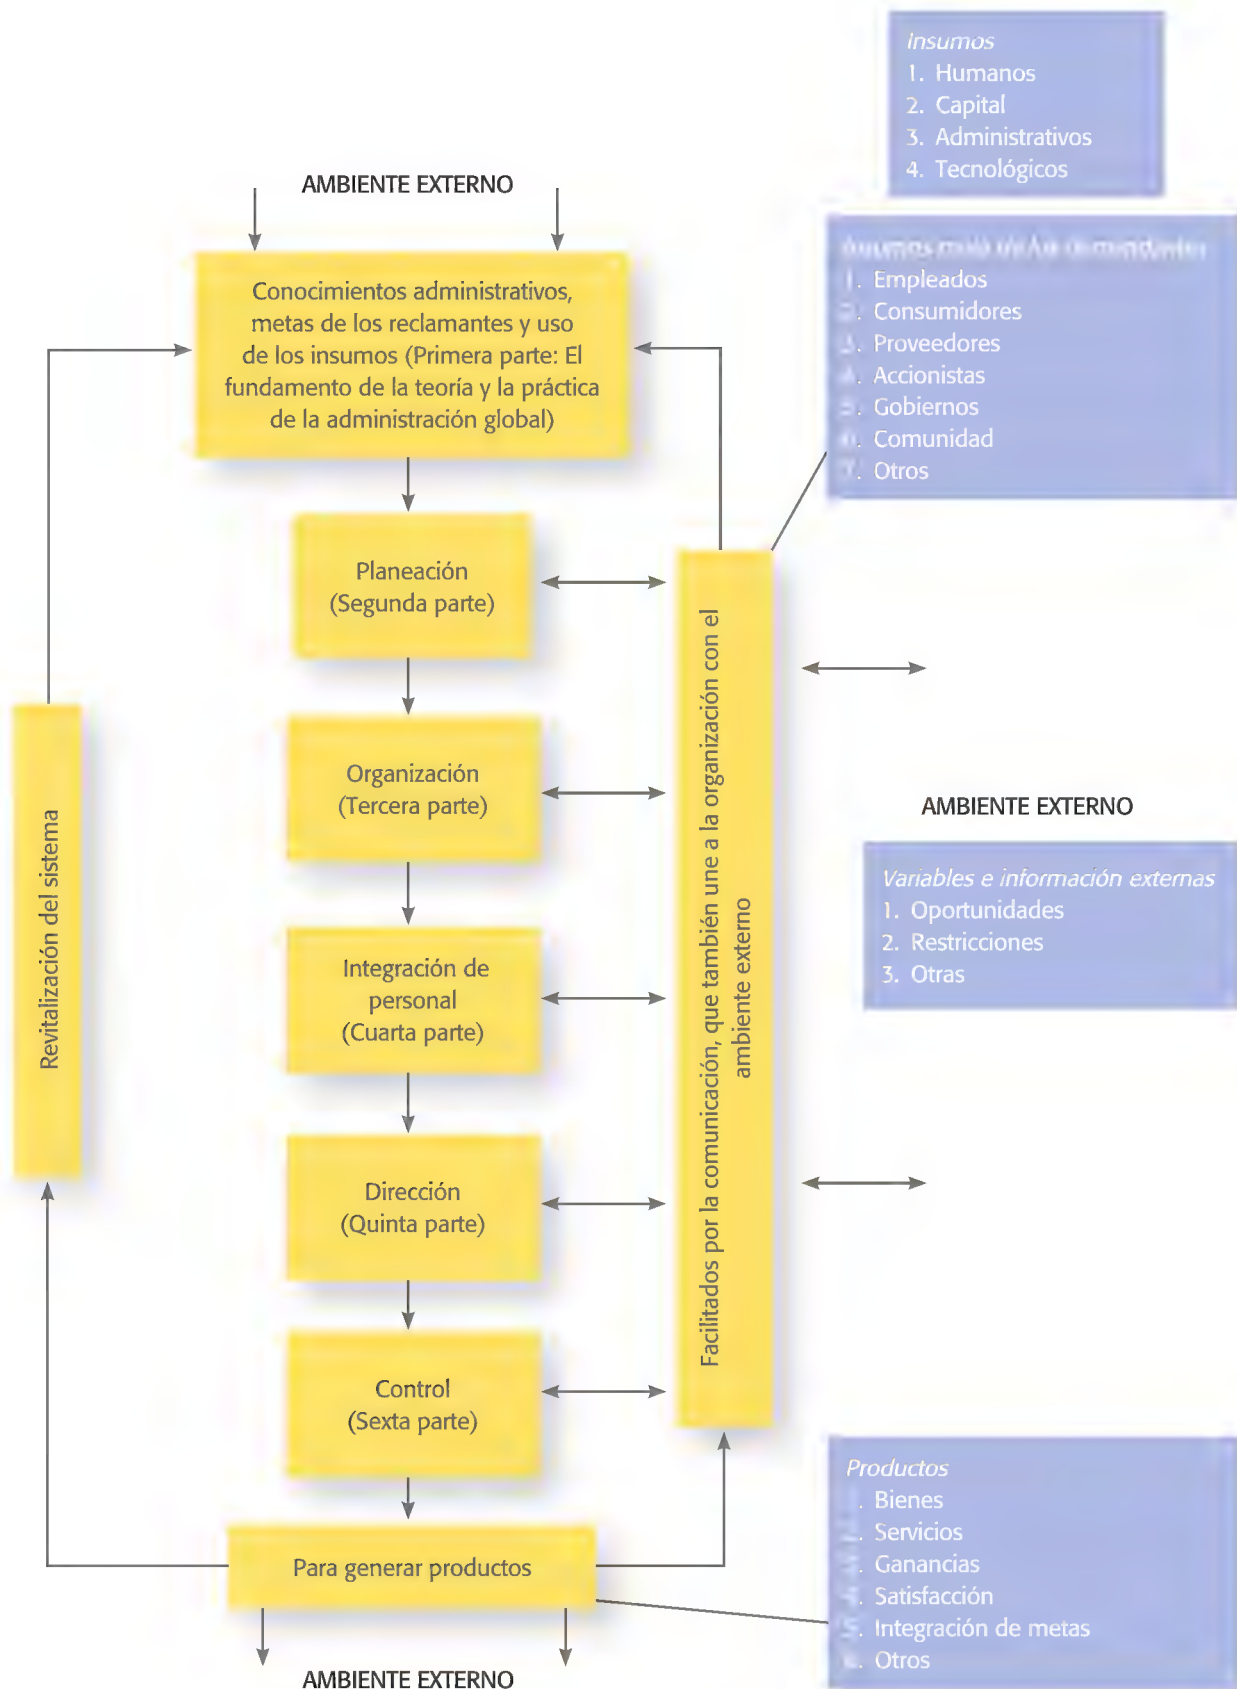 Insumos
1. Humanos
2. Capital
3. Administrativos
4. Tecnológicos
AMBIENTE EXTERNO
Conocimientos administrativos,
metas de los reclamantes y uso
de los insumos (Primera parte: El
fundamento de la teoría y la práctica
de la administración global)
Empleados
Consumidores
Proveedores
Accionistas
Gobiernos
Comunidad
Otros
Planeación
(Segunda parte)
Organización
(Tercera parte)
Integración de
personal
(Cuarta parte)
Dirección
(Quinta parte)
Control
(Sexta parte)
Para generar productos
Revitalización del sistema
Facilitados por la comunicación, que también une a la organización con el
ambiente externo
AMBIENTE EXTERNO
Variables e información externas
1. Oportunidades
2. Restricciones
3. Otras
Productos
Bienes
Servicios
Ganancias
Satisfacción
Integración de metas
Otros
AMBIENTE EXTERNO